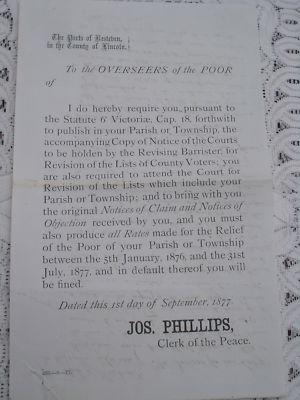 The Parts of Kesteven,
in the County of Lincoln.
To the OVERSEERS of the POOR
of
I do hereby require you, pursuant to
the Statute 6° Victoriæ, Cap. 18, forthwith
to publish in your Parish or Township, the
accompanying Copy of Notice of the Courts
to be holden by the Revising Barrister, for
Revision of the Lists of County Voters; you
are also required to attend the Court for
Revision of the Lists which include your
Parish or Township; and to bring with you
the original Notices of Claim and Notices of
Objection received by you, and you must
also produce all Rates made for the Relief
of the Poor of your Parish or Township
between the 5th January, 1876, and the 31st
July, 1877, and in default thereof you will
be fined.
Dated this 1st day of September, 1877.
JOS. PHILLIPS,
Clerk of the Peace.